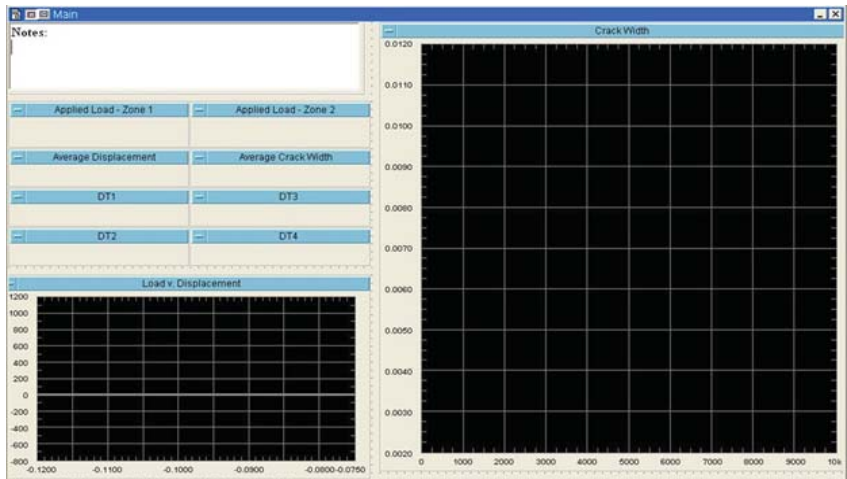 Main
Notes:
Applied Load - Zone 1
Applied Load - Zone 2
Average Displacement
Average Crack Width
DT1
DT3
DT2
DT4
Load v. Displacement
1200
1000
800
600
400
200
0
-200
-400
-600
-800
-0.1200
-0.1100
-0.1000
-0.0900
-0.0800
-0.0750
Crack Width
0.0120
0.0110
0.0100
0.0090
0.0080
0.0070
0.0060
0.0050
0.0040
0.0030
0.0020
0
1000
2000
3000
4000
5000
6000
7000
8000
9000
10k